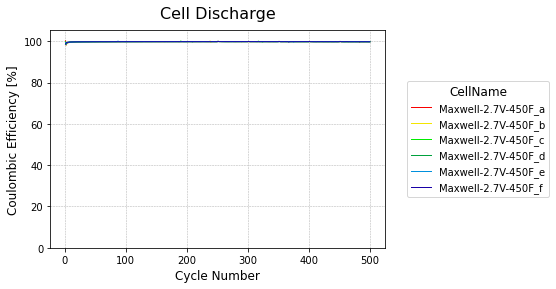 Cell Discharge
Coulombic Efficiency [%]
100
80
60
40
20
0
0 100 200 300 400 500
Cycle Number
CellName
Maxwell-2.7V-450F_a
Maxwell-2.7V-450F_b
Maxwell-2.7V-450F_c
Maxwell-2.7V-450F_d
Maxwell-2.7V-450F_e
Maxwell-2.7V-450F_f